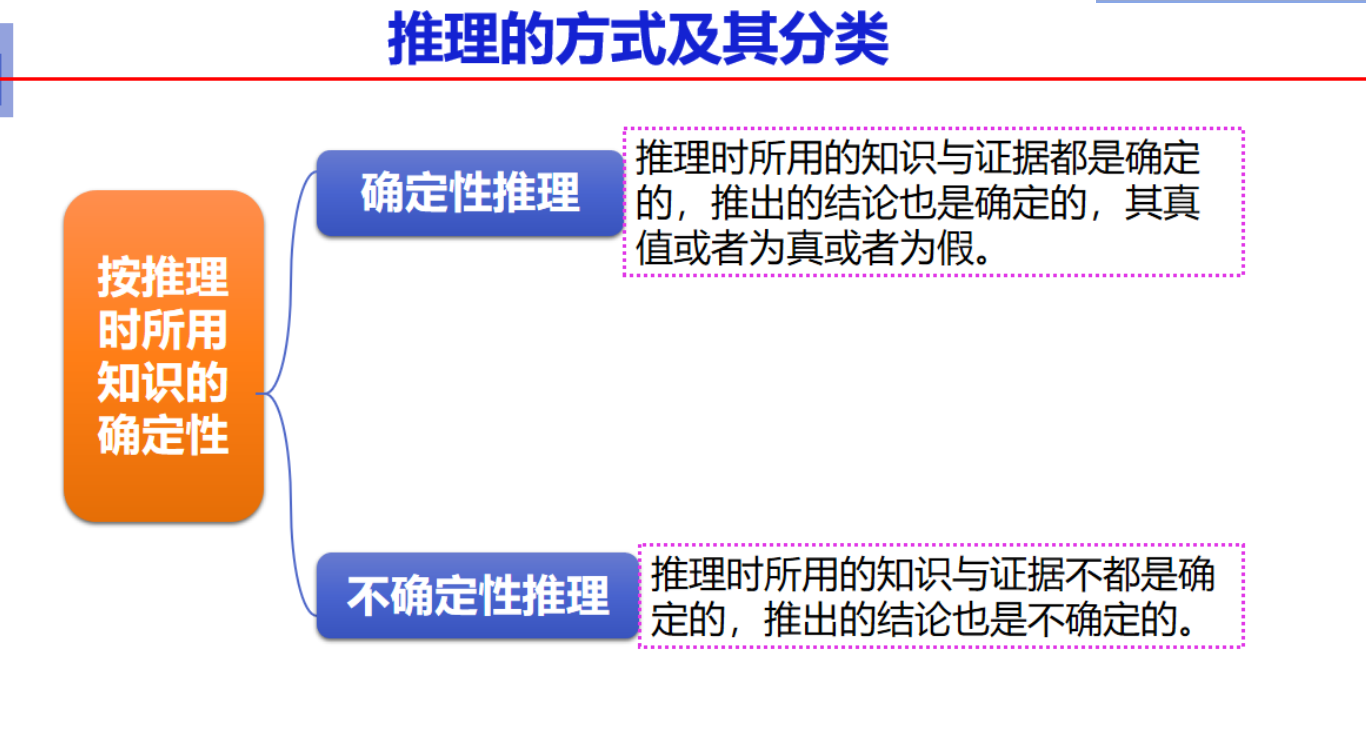 推理的方式及其分类
确定性推理
推理时所用的知识与证据都是确定
的，推出的结论也是确定的，其真
值或者为真或者为假。
按推理
时所用
知识的
确定性
不确定性推理
推理时所用的知识与证据不都是确
定的，推出的结论也是不确定的。